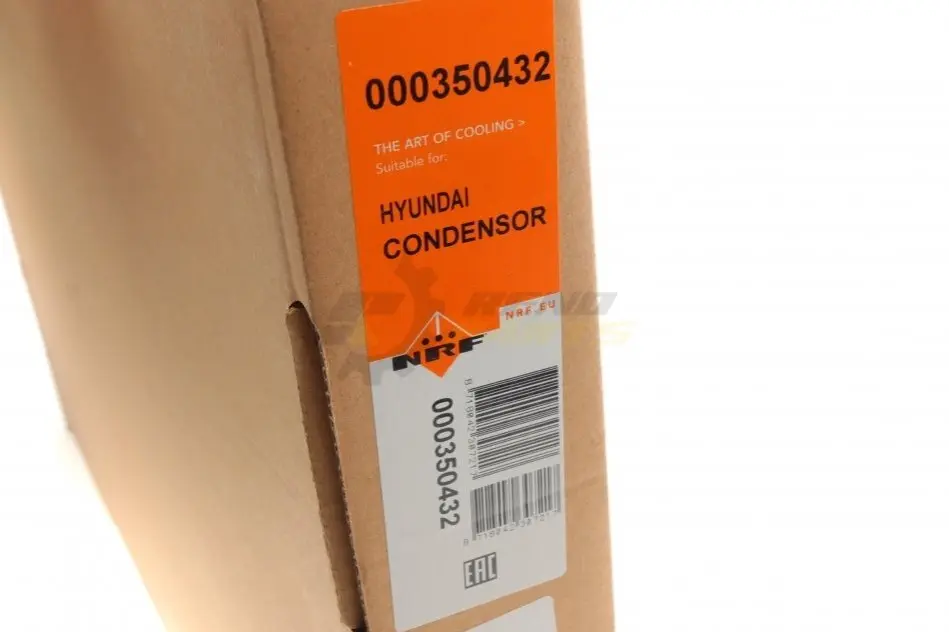 000350432
THE ART OF COOLING >
Suitable for:
HYUNDAI
CONDENSOR
NRF.EU
NRF
000350432
EAC